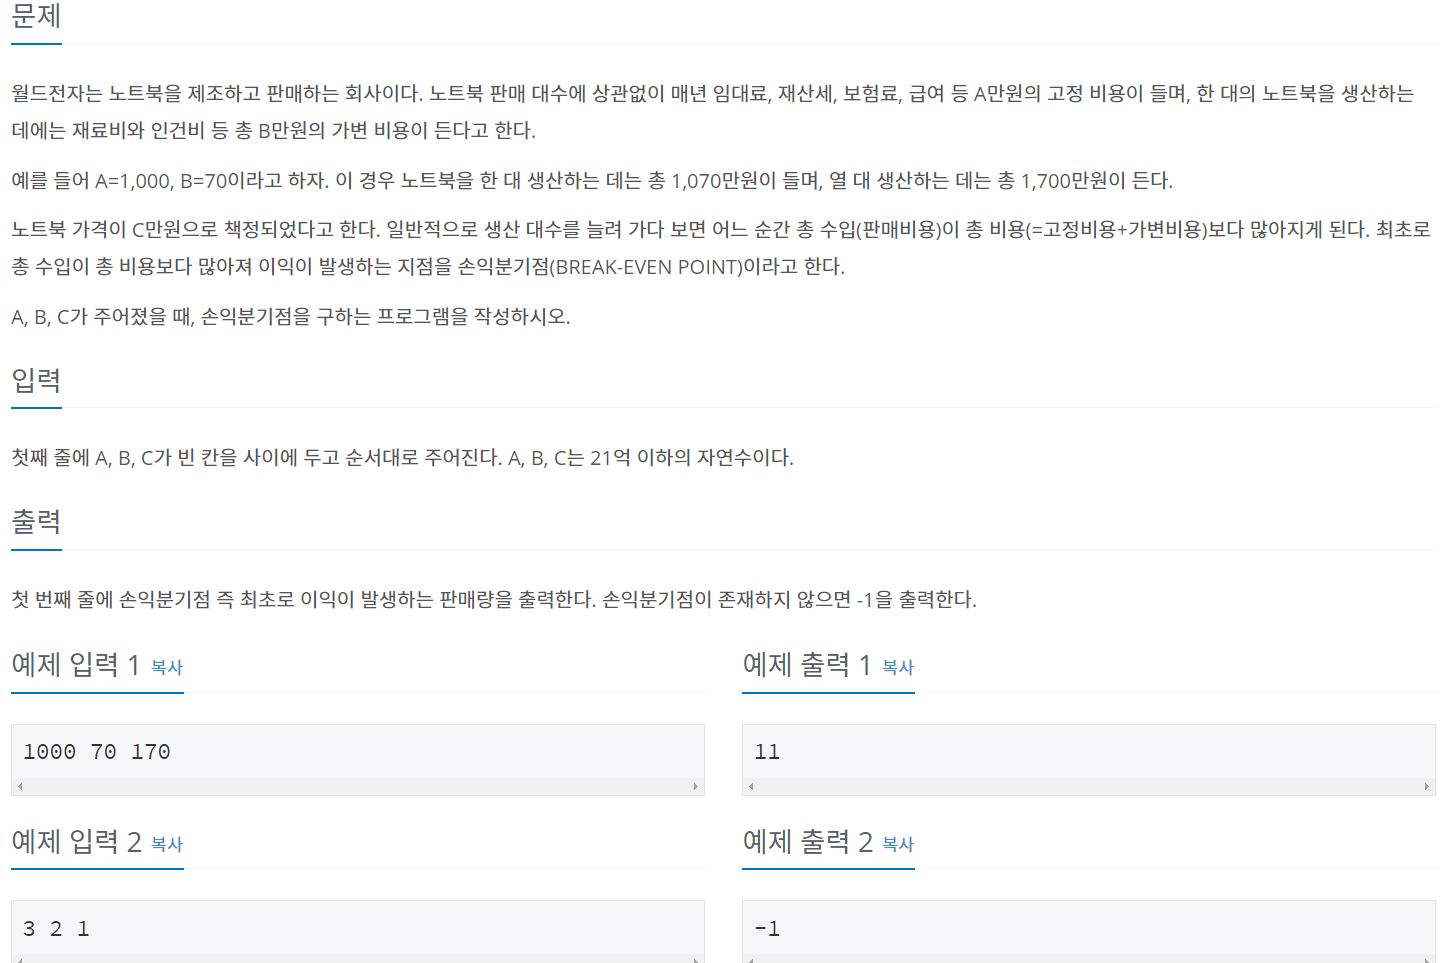 문제
월드전자는 노트북을 제조하고 판매하는 회사이다. 노트북 판매 대수에 상관없이 매년 임대료, 재산세, 보험료, 급여 등 A만원의 고정 비용이 들며, 한 대의 노트북을 생산하는
데에는 재료비와 인건비 등 총 B만원의 가변 비용이 든다고 한다.
예를 들어 A=1,000, B=70이라고 하자. 이 경우 노트북을 한 대 생산하는 데는 총 1,070만원이 들며, 열 대 생산하는 데는 총 1,700만원이 든다.
노트북 가격이 C만원으로 책정되었다고 한다. 일반적으로 생산 대수를 늘려 가다 보면 어느 순간 총 수입(판매비용)이 총 비용(=고정비용+가변비용)보다 많아지게 된다. 최초로
총 수입이 총 비용보다 많아져 이익이 발생하는 지점을 손익분기점(BREAK-EVEN POINT)이라고 한다.
A, B, C가 주어졌을 때, 손익분기점을 구하는 프로그램을 작성하시오.
입력
첫째 줄에 A, B, C가 빈 칸을 사이에 두고 순서대로 주어진다. A, B, C는 21억 이하의 자연수이다.
출력
첫 번째 줄에 손익분기점 즉 최초로 이익이 발생하는 판매량을 출력한다. 손익분기점이 존재하지 않으면 -1을 출력한다.
예제 입력 1 복사
1000 70 170
예제 출력 1 복사
11
예제 입력 2 복사
3 2 1
예제 출력 2 복사
-1